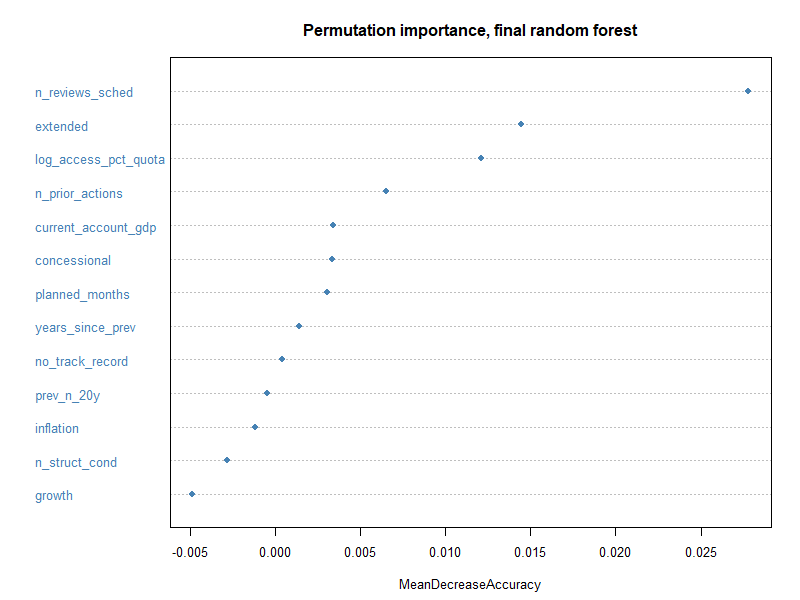 Permutation importance, final random forest
n_reviews_sched
extended
log_access_pct_quota
n_prior_actions
current_account_gdp
concessional
planned_months
years_since_prev
no_track_record
prev_n_20y
inflation
n_struct_cond
growth
-0.005 0.000 0.005 0.010 0.015 0.020 0.025
MeanDecreaseAccuracy